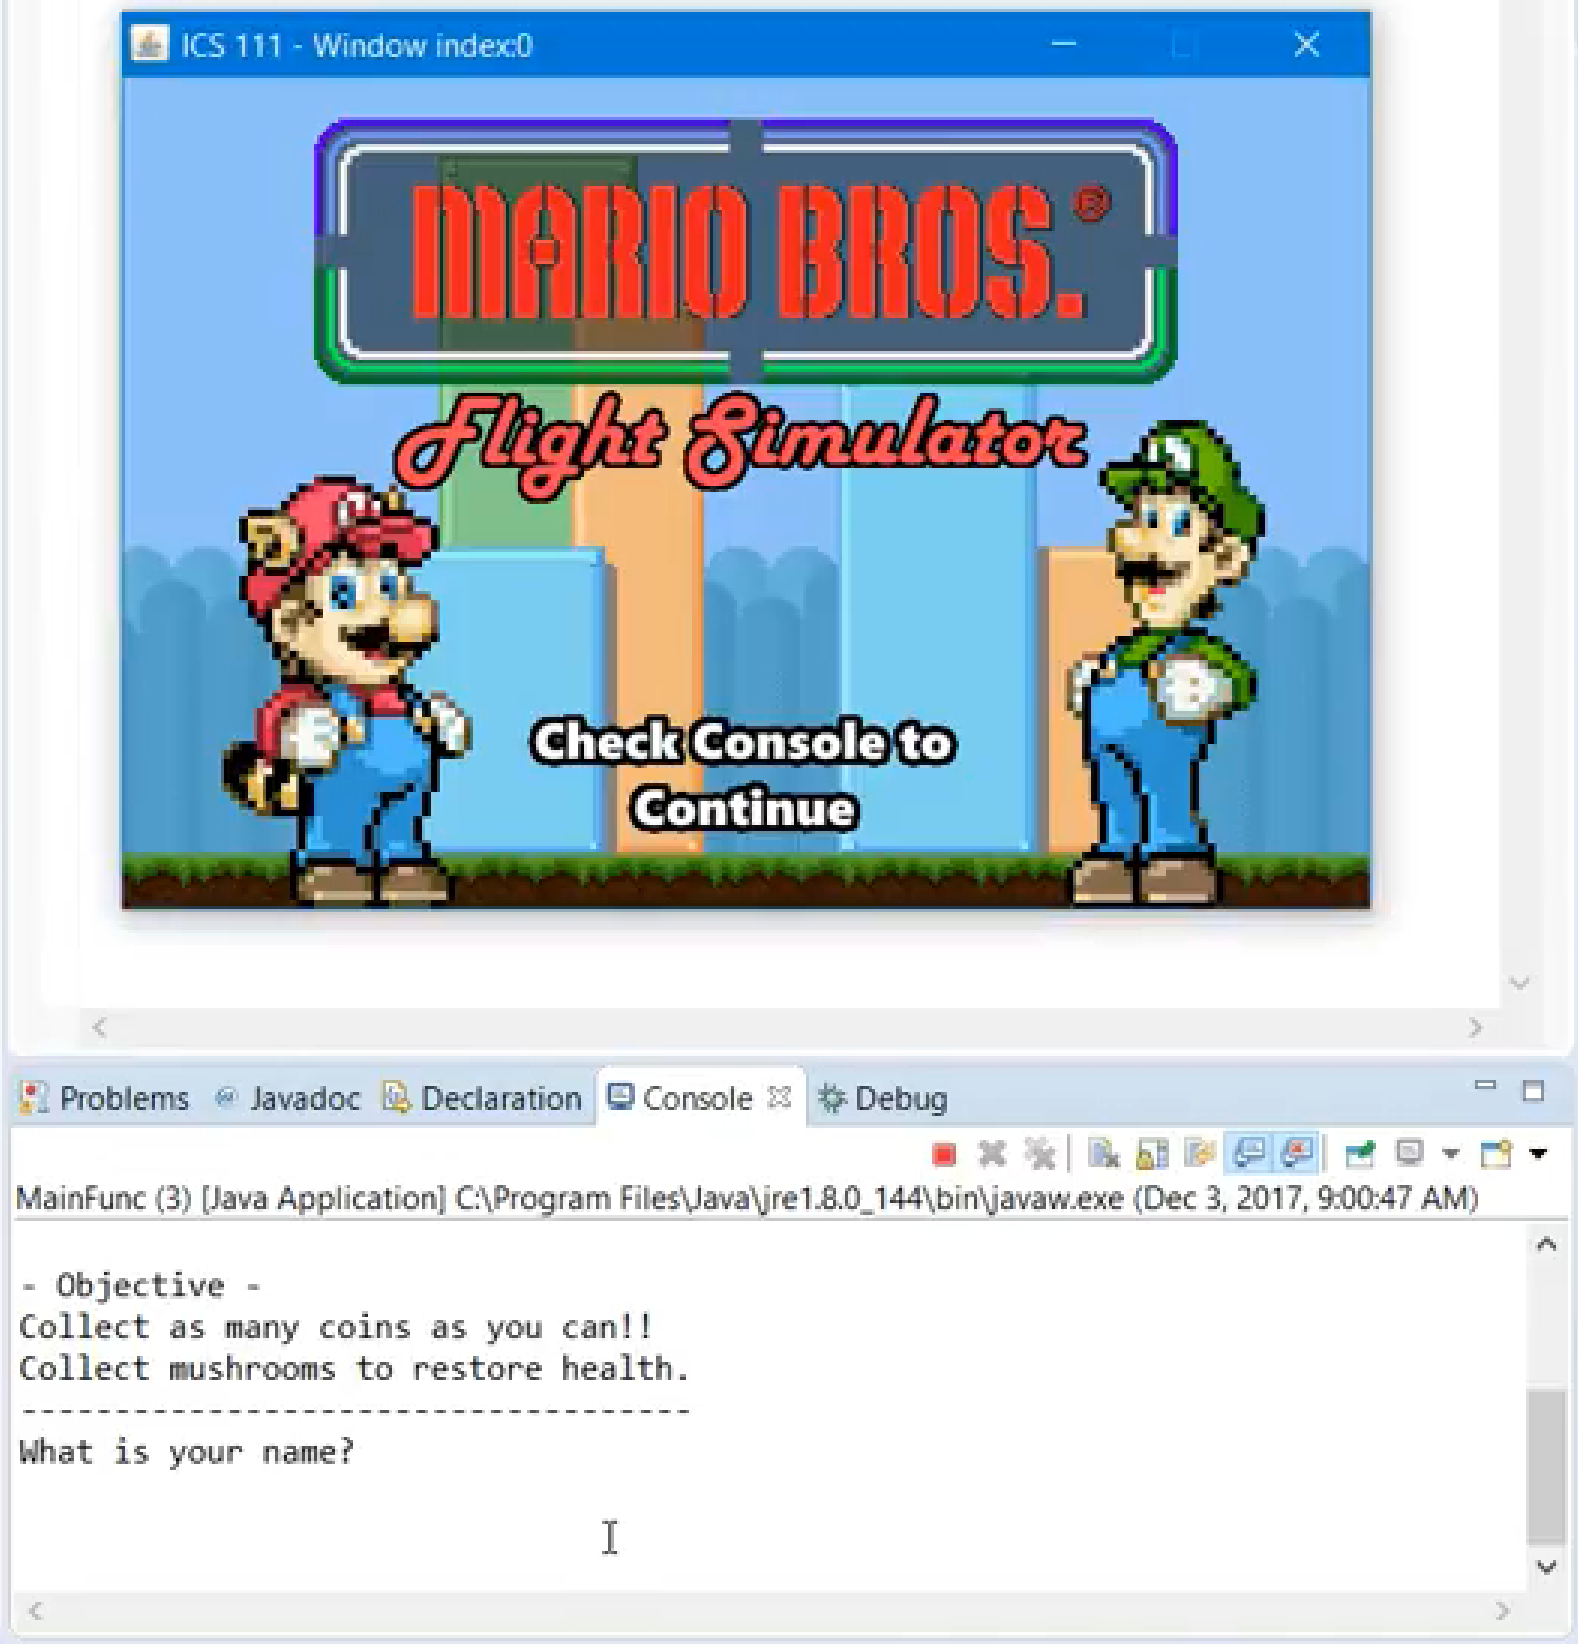 ICS 111 - Window index:0
MARIO BROS.®
Flight Simulator
Check Console to
Continue
Problems Javadoc Declaration Console Debug
MainFunc (3) [Java Application] C:\Program Files\Java\jre1.8.0_144\bin\javaw.exe (Dec 3, 2017, 9:00:47 AM)
- Objective -
Collect as many coins as you can!!
Collect mushrooms to restore health.
------------------------------------
What is your name?